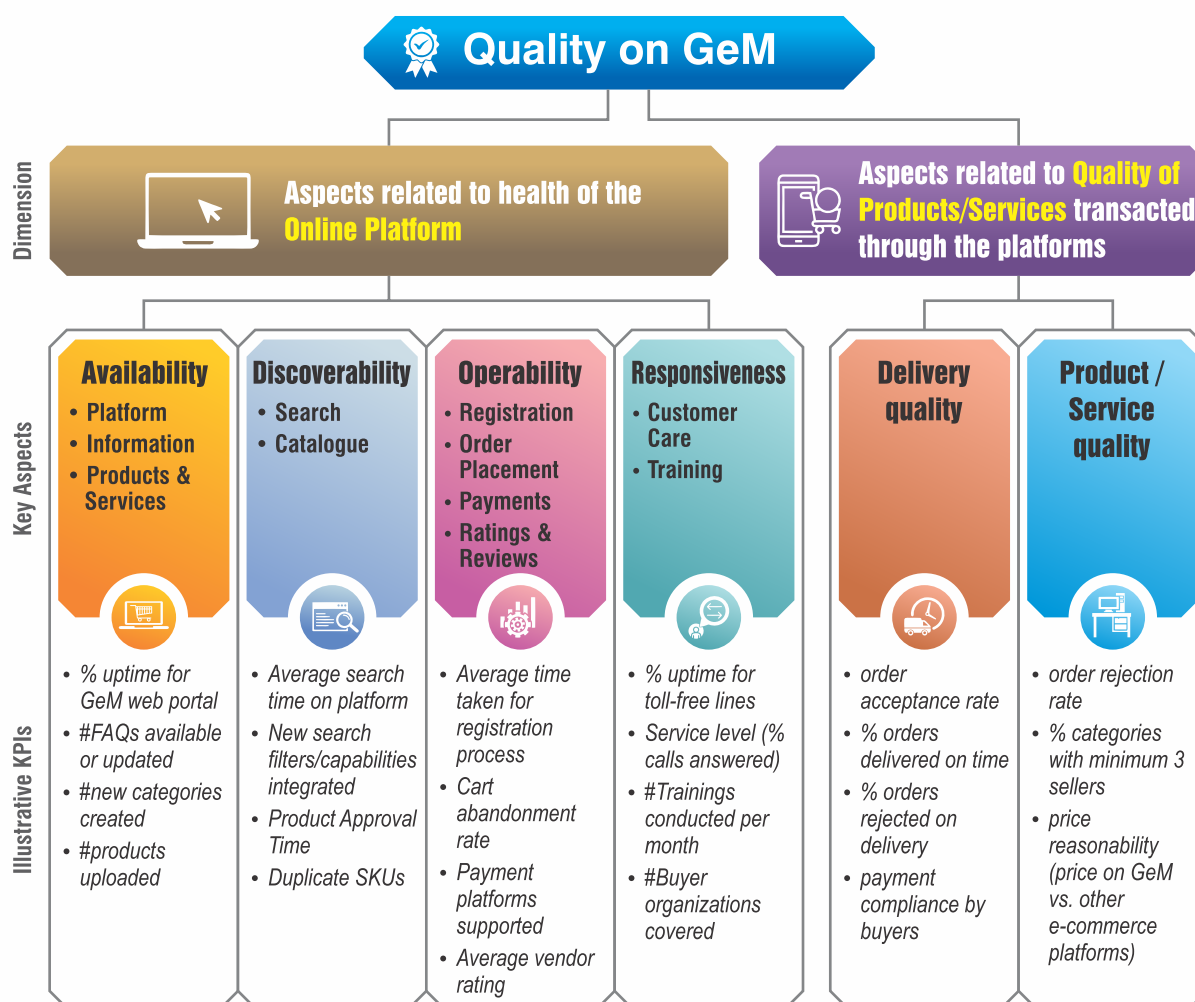 Quality on GeM
Dimension
Aspects related to health of the
Online Platform
Aspects related to Quality of
Products/Services transacted
through the platforms
Key Aspects
Availability
• Platform
• Information
• Products &
Services
Discoverability
• Search
• Catalogue
Operability
• Registration
• Order
Placement
• Payments
• Ratings &
Reviews
Responsiveness
• Customer
Care
• Training
Delivery
quality
Product /
Service
quality
Illustrative KPIs
• % uptime for
GeM web portal
• #FAQs available
or updated
• #new categories
created
• #products
uploaded
• Average search
time on platform
• New search
filters/capabilities
integrated
• Product Approval
Time
• Duplicate SKUs
• Average time
taken for
registration
process
• Cart
abandonment
rate
• Payment
platforms
supported
• Average vendor
rating
• % uptime for
toll-free lines
• Service level (%
calls answered)
• #Trainings
conducted per
month
• #Buyer
organizations
covered
• order
acceptance rate
• % orders
delivered on time
• % orders
rejected on
delivery
• payment
compliance by
buyers
• order rejection
rate
• % categories
with minimum 3
sellers
• price
reasonability
(price on GeM
vs. other
e-commerce
platforms)